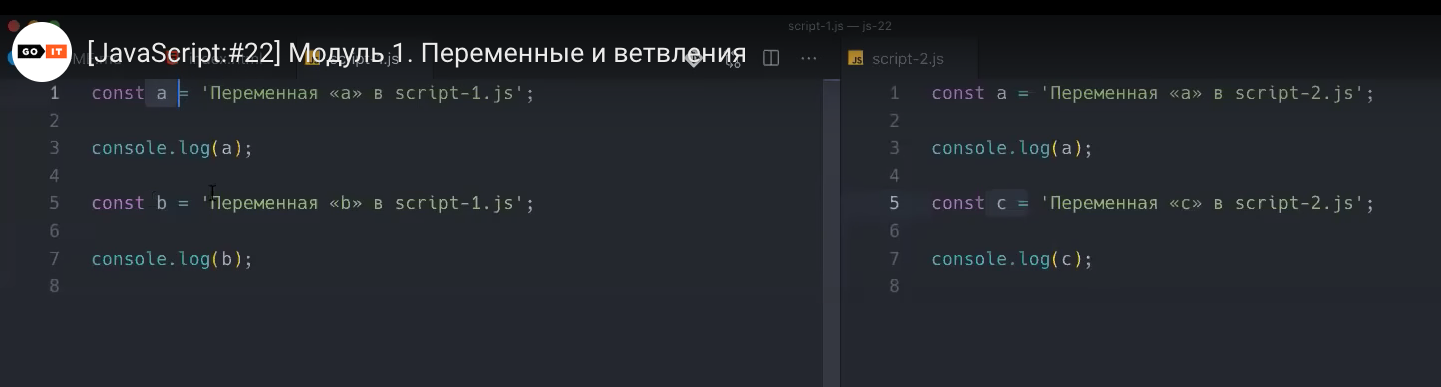 script-1.js — js-22
GO IT
[JavaScript:#22] Модуль 1. Переменные и ветвления
JS script-2.js
1 const a = 'Переменная «a» в script-1.js';
2
3 console.log(a);
4
5 const b = 'Переменная «b» в script-1.js';
6
7 console.log(b);
8
1 const a = 'Переменная «a» в script-2.js';
2
3 console.log(a);
4
5 const c = 'Переменная «c» в script-2.js';
6
7 console.log(c);
8